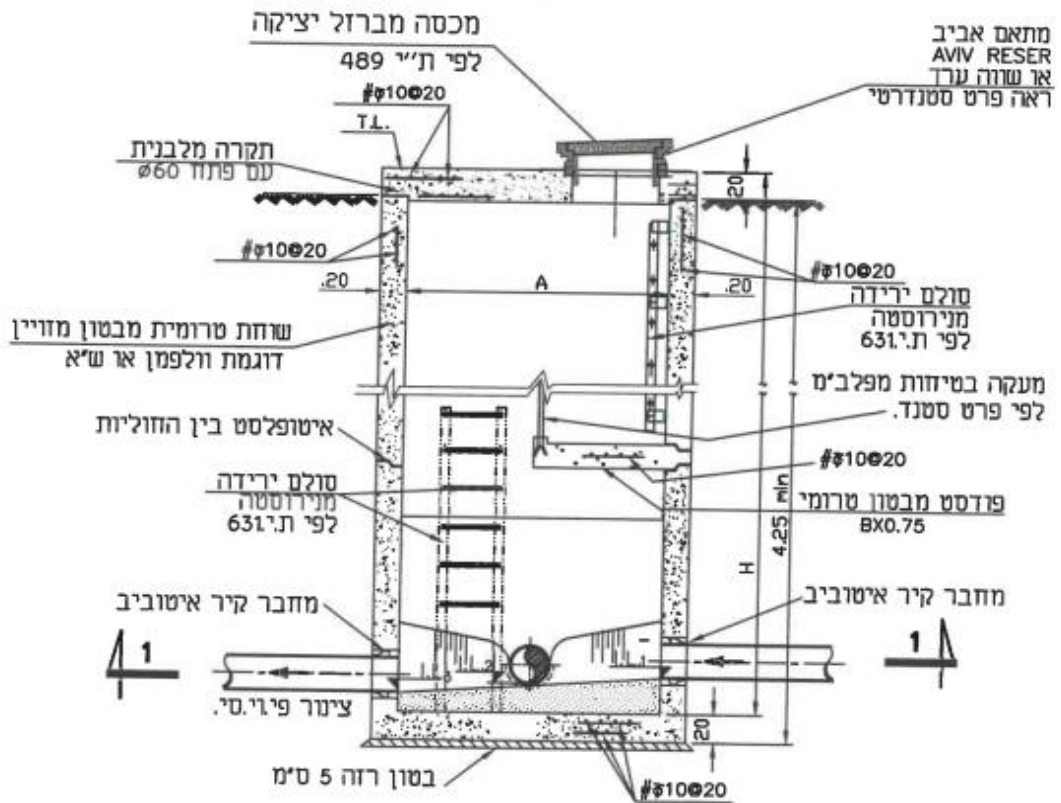 מכסה מברזל יציקה
לפי ת״י 489
#ø10@20
T.L.
מתאם אביב
AVIV RESER
או שווה ערך
ראה פרט סטנדרטי
תקרה מלבנית
עם פתח ø60
20
#ø10@20
#ø10@20
.20
A
.20
סולם ירידה
מנירוסטה
לפי ת.י.631
שוחת טרומית מבטון מזויין
דוגמת וולפמן או ש״א
מעקה בטיחות מפלב״מ
לפי פרט סטנד.
איטופלסט בין החוליות
#ø10@20
סולם ירידה
מנירוסטה
לפי ת.י.631
פודסט מבטון טרומי
BX0.75
4.25 min
H
מחבר קיר איטוביב
מחבר קיר איטוביב
1
1
צינור פי.וי.סי.
20
בטון רזה 5 ס״מ
#ø10@20